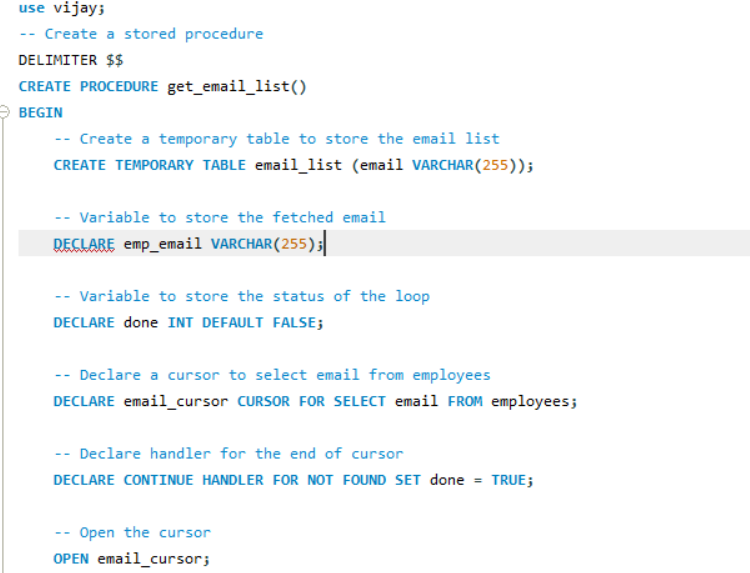 use vijay;
-- Create a stored procedure
DELIMITER $$
CREATE PROCEDURE get_email_list()
BEGIN
-- Create a temporary table to store the email list
CREATE TEMPORARY TABLE email_list (email VARCHAR(255));
-- Variable to store the fetched email
DECLARE emp_email VARCHAR(255);
-- Variable to store the status of the loop
DECLARE done INT DEFAULT FALSE;
-- Declare a cursor to select email from employees
DECLARE email_cursor CURSOR FOR SELECT email FROM employees;
-- Declare handler for the end of cursor
DECLARE CONTINUE HANDLER FOR NOT FOUND SET done = TRUE;
-- Open the cursor
OPEN email_cursor;